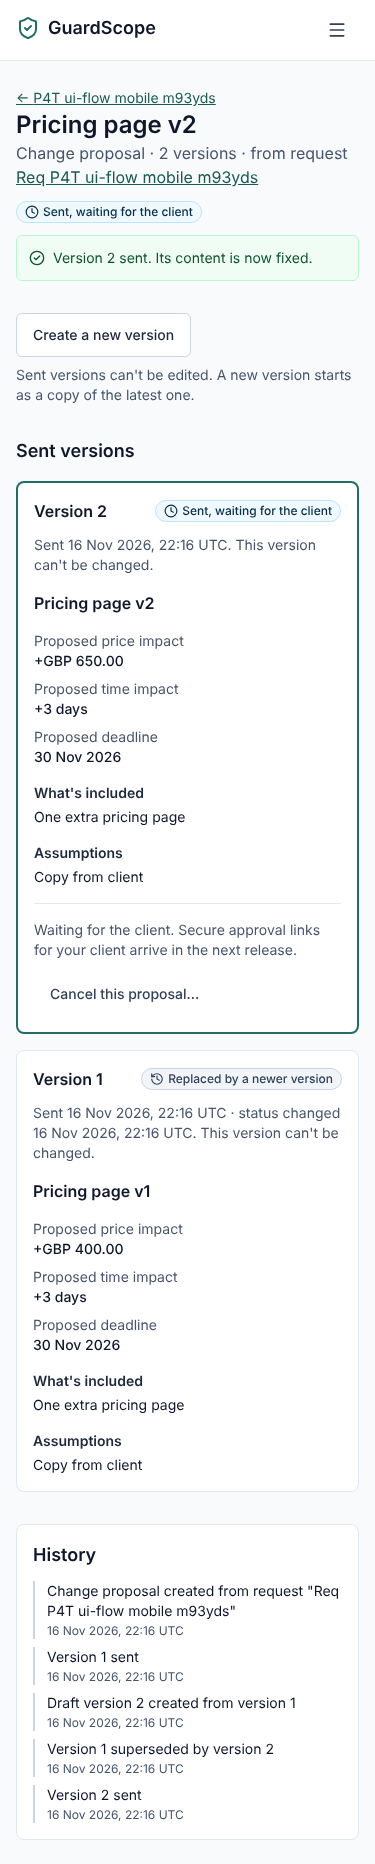 GuardScope
← P4T ui-flow mobile m93yds
Pricing page v2
Change proposal · 2 versions · from request
Req P4T ui-flow mobile m93yds
Sent, waiting for the client
Version 2 sent. Its content is now fixed.
Create a new version
Sent versions can't be edited. A new version starts
as a copy of the latest one.
Sent versions
Version 2
Sent, waiting for the client
Sent 16 Nov 2026, 22:16 UTC. This version
can't be changed.
Pricing page v2
Proposed price impact
+GBP 650.00
Proposed time impact
+3 days
Proposed deadline
30 Nov 2026
What's included
One extra pricing page
Assumptions
Copy from client
Waiting for the client. Secure approval links
for your client arrive in the next release.
Cancel this proposal...
Version 1
Replaced by a newer version
Sent 16 Nov 2026, 22:16 UTC · status changed
16 Nov 2026, 22:16 UTC. This version can't be
changed.
Pricing page v1
Proposed price impact
+GBP 400.00
Proposed time impact
+3 days
Proposed deadline
30 Nov 2026
What's included
One extra pricing page
Assumptions
Copy from client
History
Change proposal created from request "Req
P4T ui-flow mobile m93yds"
16 Nov 2026, 22:16 UTC
Version 1 sent
16 Nov 2026, 22:16 UTC
Draft version 2 created from version 1
16 Nov 2026, 22:16 UTC
Version 1 superseded by version 2
16 Nov 2026, 22:16 UTC
Version 2 sent
16 Nov 2026, 22:16 UTC